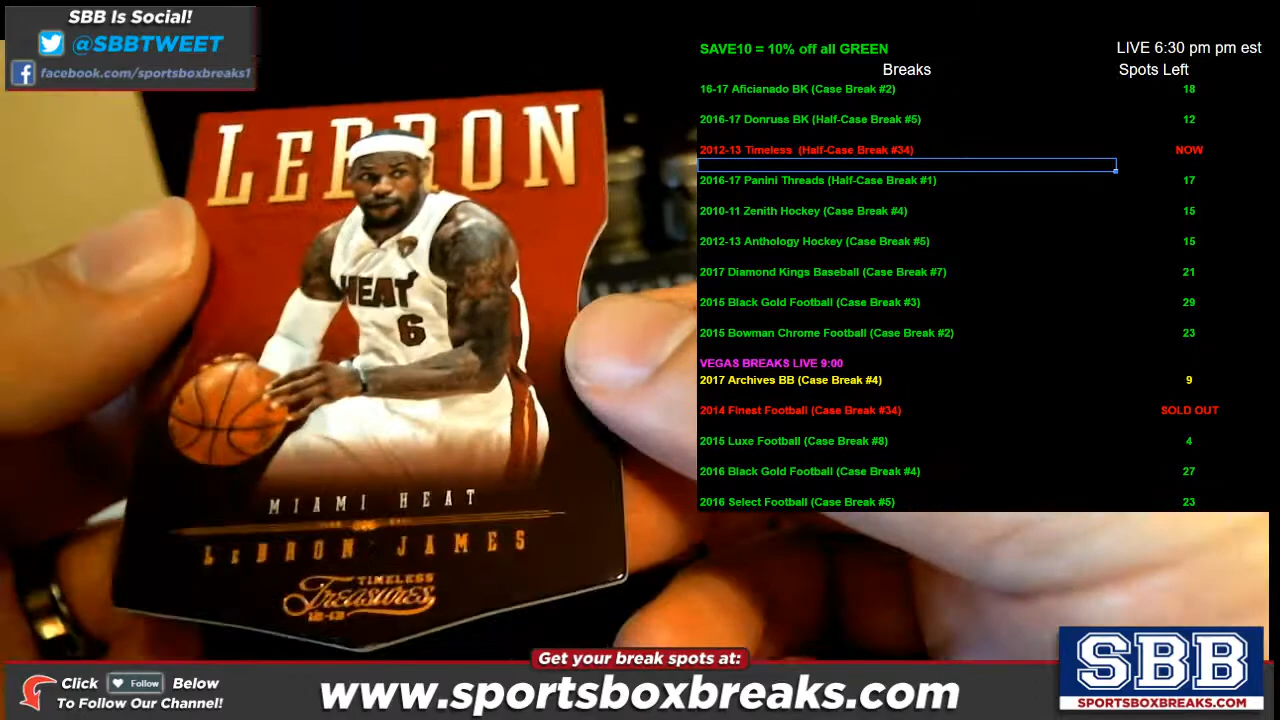 SBB Is Social!
@SBBTWEET
facebook.com/sportsboxbreaks1
SAVE10 = 10% off all GREEN
LIVE 6:30 pm pm est
Breaks Spots Left
16-17 Aficianado BK (Case Break #2) 18
2016-17 Donruss BK (Half-Case Break #5) 12
2012-13 Timeless (Half-Case Break #34) NOW
2016-17 Panini Threads (Half-Case Break #1) 17
2010-11 Zenith Hockey (Case Break #4) 15
2012-13 Anthology Hockey (Case Break #5) 15
2017 Diamond Kings Baseball (Case Break #7) 21
2015 Black Gold Football (Case Break #3) 29
2015 Bowman Chrome Football (Case Break #2) 23
VEGAS BREAKS LIVE 9:00
2017 Archives BB (Case Break #4) 9
2014 Finest Football (Case Break #34) SOLD OUT
2015 Luxe Football (Case Break #8) 4
2016 Black Gold Football (Case Break #4) 27
2016 Select Football (Case Break #5) 23
LEBRON
HEAT
6
MIAMI HEAT
LEBRON JAMES
TIMELESS
Treasures
12-13
Get your break spots at:
www.sportsboxbreaks.com
Click Follow Below
To Follow Our Channel!
SBB
SPORTSBOXBREAKS.COM